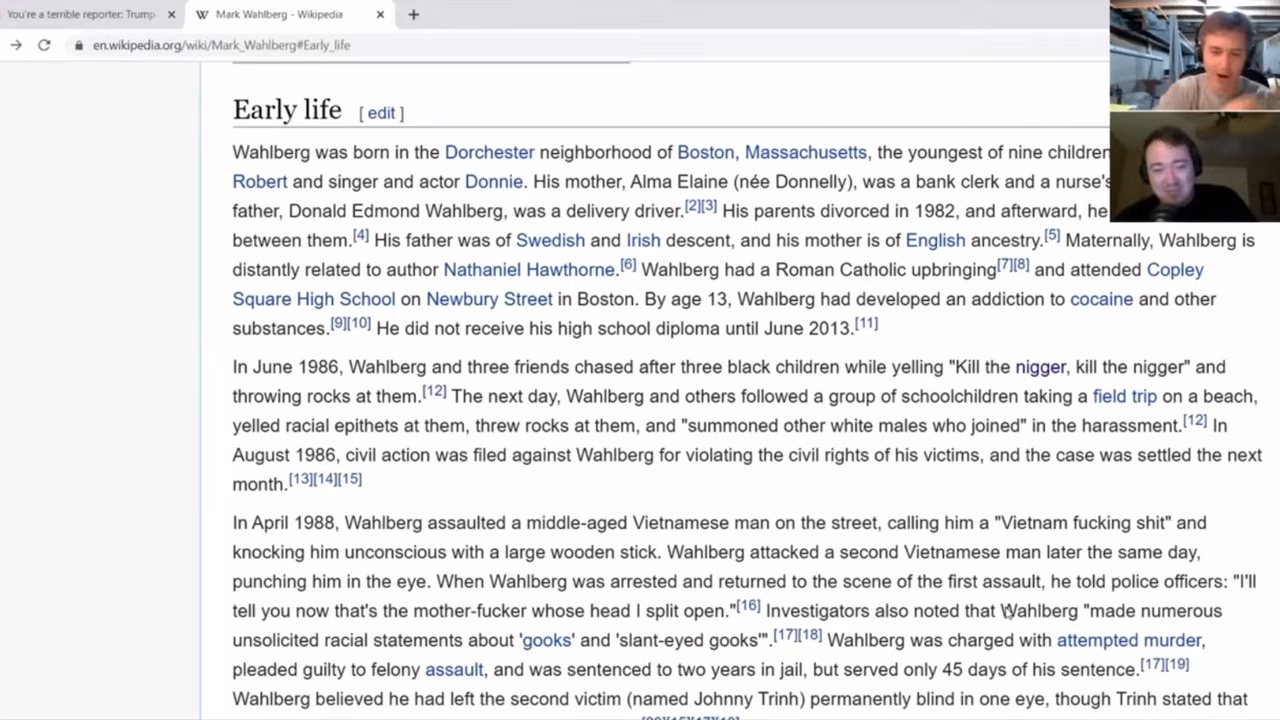 You're a terrible reporter: Trump
Mark Wahlberg - Wikipedia
en.wikipedia.org/wiki/Mark_Wahlberg#Early_life
Early life [ edit ]
Wahlberg was born in the Dorchester neighborhood of Boston, Massachusetts, the youngest of nine children
Robert and singer and actor Donnie. His mother, Alma Elaine (née Donnelly), was a bank clerk and a nurse's
father, Donald Edmond Wahlberg, was a delivery driver.[2][3] His parents divorced in 1982, and afterward, he
between them.[4] His father was of Swedish and Irish descent, and his mother is of English ancestry.[5] Maternally, Wahlberg is
distantly related to author Nathaniel Hawthorne.[6] Wahlberg had a Roman Catholic upbringing[7][8] and attended Copley
Square High School on Newbury Street in Boston. By age 13, Wahlberg had developed an addiction to cocaine and other
substances.[9][10] He did not receive his high school diploma until June 2013.[11]
In June 1986, Wahlberg and three friends chased after three black children while yelling "Kill the nigger, kill the nigger" and
throwing rocks at them.[12] The next day, Wahlberg and others followed a group of schoolchildren taking a field trip on a beach,
yelled racial epithets at them, threw rocks at them, and "summoned other white males who joined" in the harassment.[12] In
August 1986, civil action was filed against Wahlberg for violating the civil rights of his victims, and the case was settled the next
month.[13][14][15]
In April 1988, Wahlberg assaulted a middle-aged Vietnamese man on the street, calling him a "Vietnam fucking shit" and
knocking him unconscious with a large wooden stick. Wahlberg attacked a second Vietnamese man later the same day,
punching him in the eye. When Wahlberg was arrested and returned to the scene of the first assault, he told police officers: "I'll
tell you now that's the mother-fucker whose head I split open."[16] Investigators also noted that Wahlberg "made numerous
unsolicited racial statements about 'gooks' and 'slant-eyed gooks'".[17][18] Wahlberg was charged with attempted murder,
pleaded guilty to felony assault, and was sentenced to two years in jail, but served only 45 days of his sentence.[17][19]
Wahlberg believed he had left the second victim (named Johnny Trinh) permanently blind in one eye, though Trinh stated that